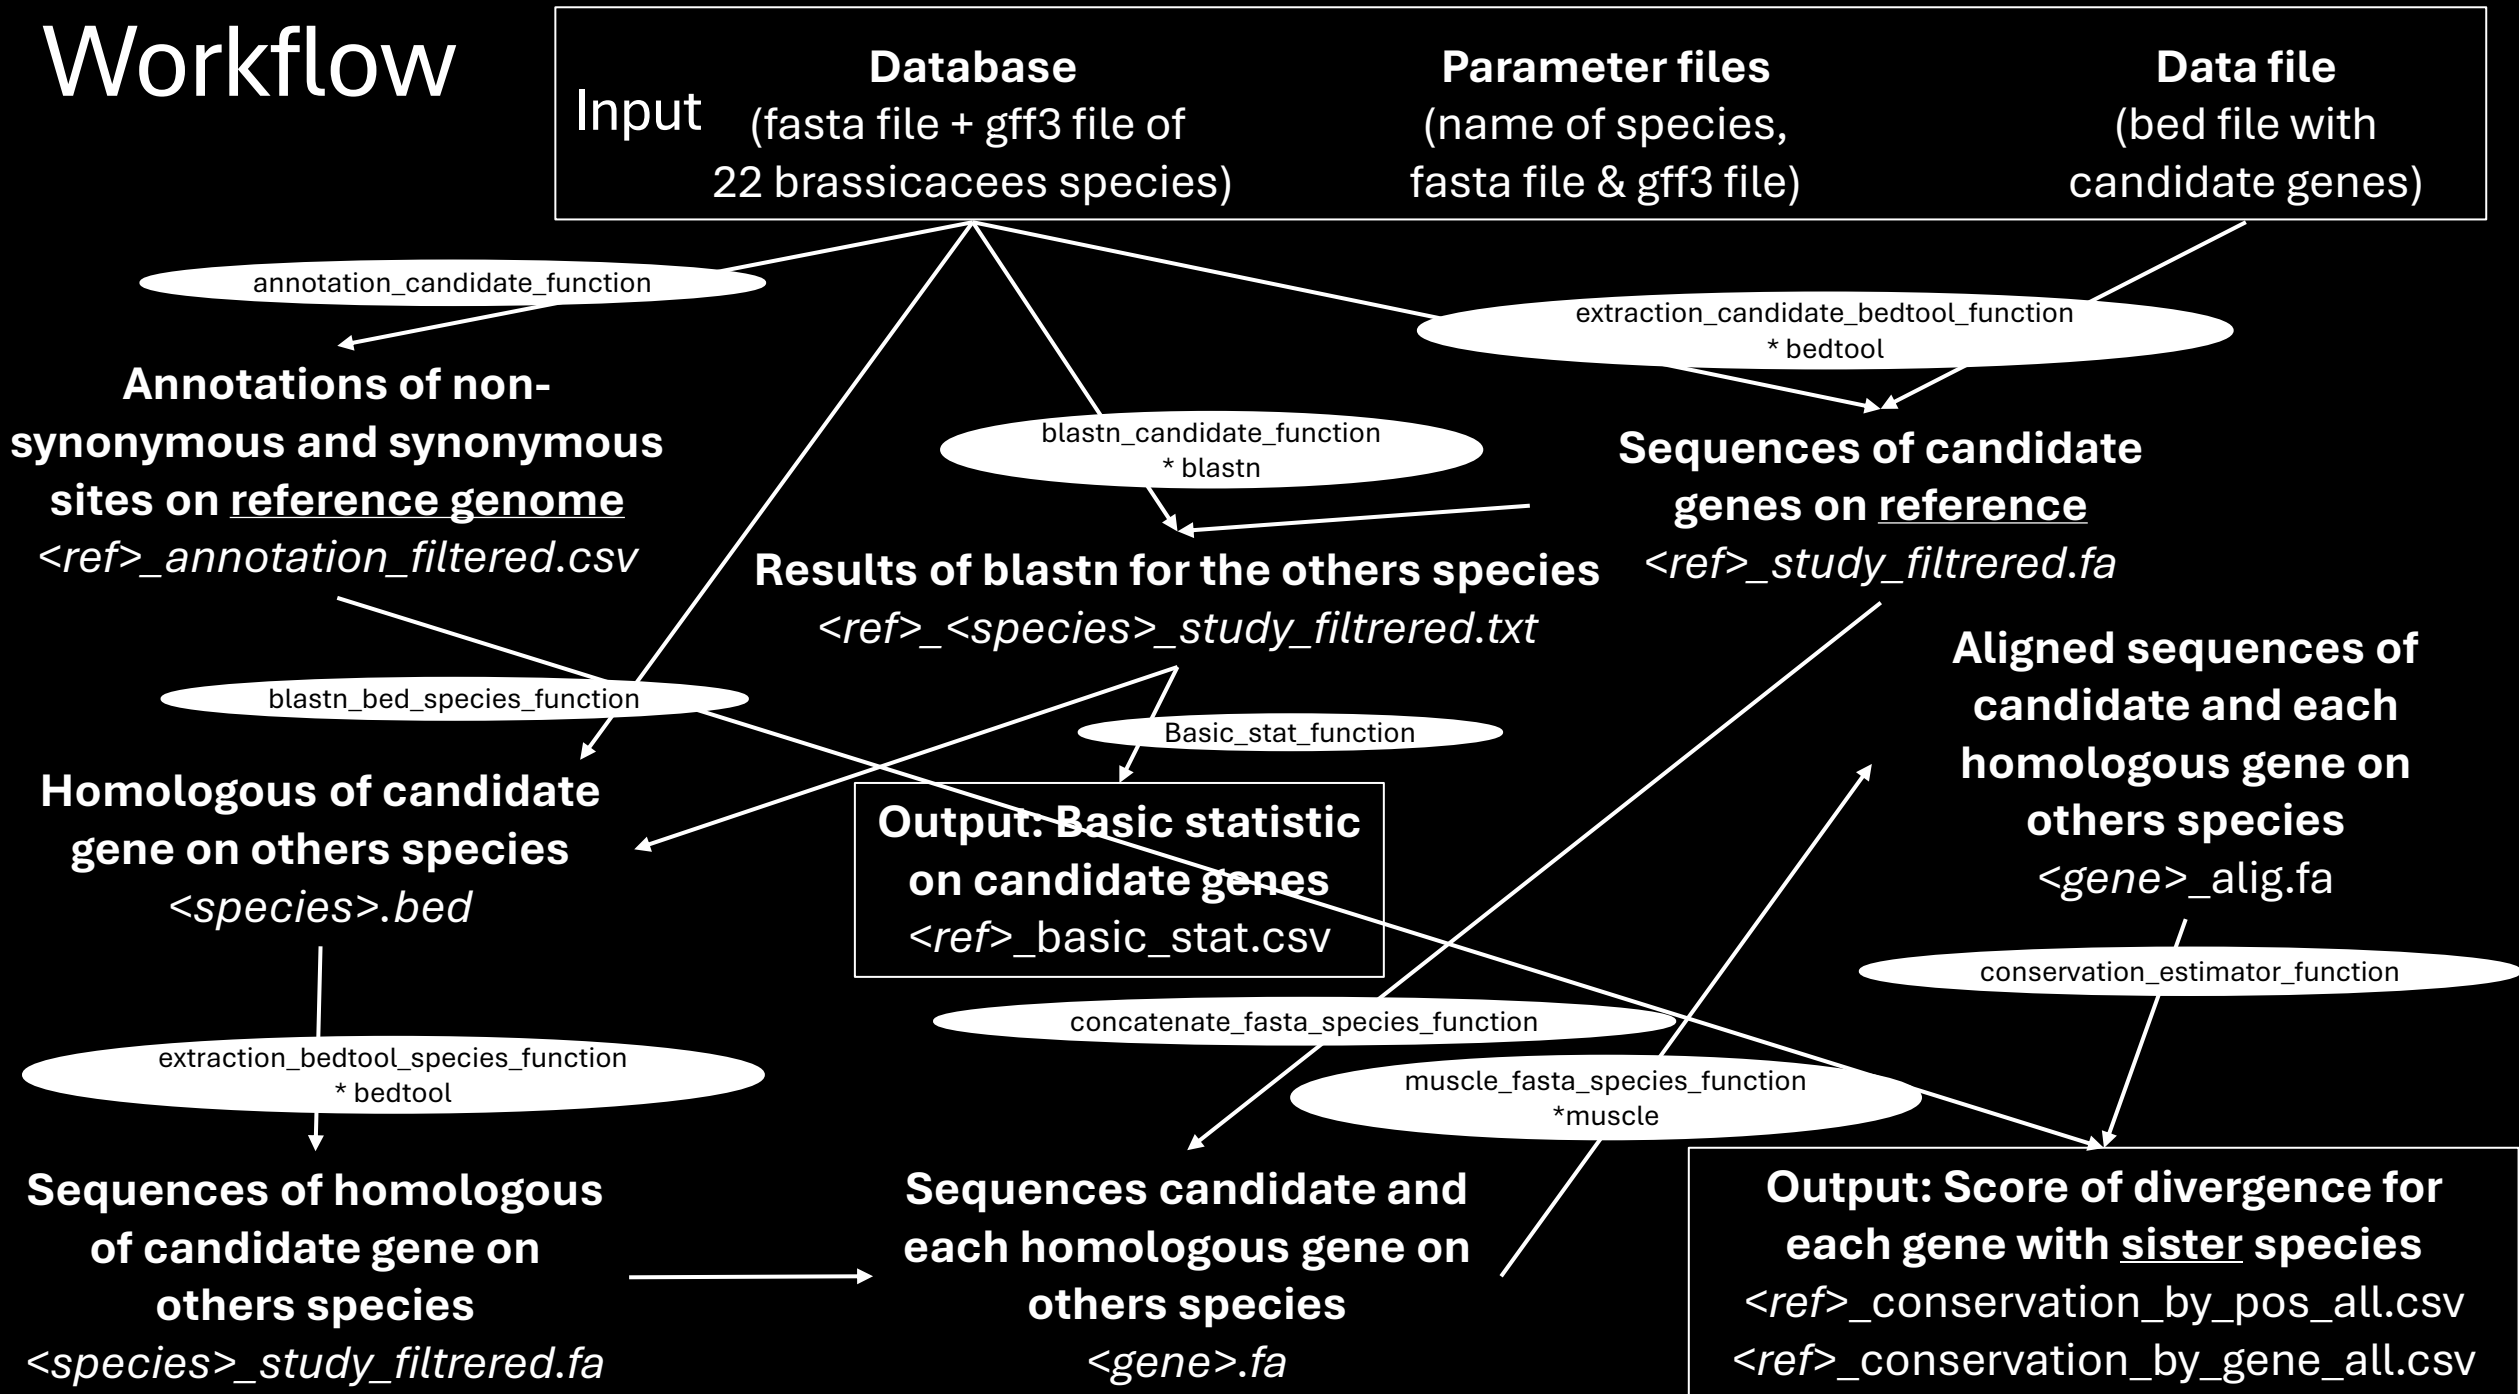 Workflow
Input
Database
(fasta file + gff3 file of
22 brassicacees species)
Parameter files
(name of species,
fasta file & gff3 file)
Data file
(bed file with
candidate genes)
annotation_candidate_function
extraction_candidate_bedtool_function
* bedtool
Annotations of non-
synonymous and synonymous
sites on reference genome
<ref>_annotation_filtered.csv
blastn_candidate_function
* blastn
Sequences of candidate
genes on reference
<ref>_study_filtrered.fa
Results of blastn for the others species
<ref>_<species>_study_filtrered.txt
blastn_bed_species_function
Basic_stat_function
Aligned sequences of
candidate and each
homologous gene on
others species
<gene>_alig.fa
Homologous of candidate
gene on others species
<species>.bed
Output: Basic statistic
on candidate genes
<ref>_basic_stat.csv
conservation_estimator_function
concatenate_fasta_species_function
extraction_bedtool_species_function
* bedtool
muscle_fasta_species_function
*muscle
Sequences of homologous
of candidate gene on
others species
<species>_study_filtrered.fa
Sequences candidate and
each homologous gene on
others species
<gene>.fa
Output: Score of divergence for
each gene with sister species
<ref>_conservation_by_pos_all.csv
<ref>_conservation_by_gene_all.csv